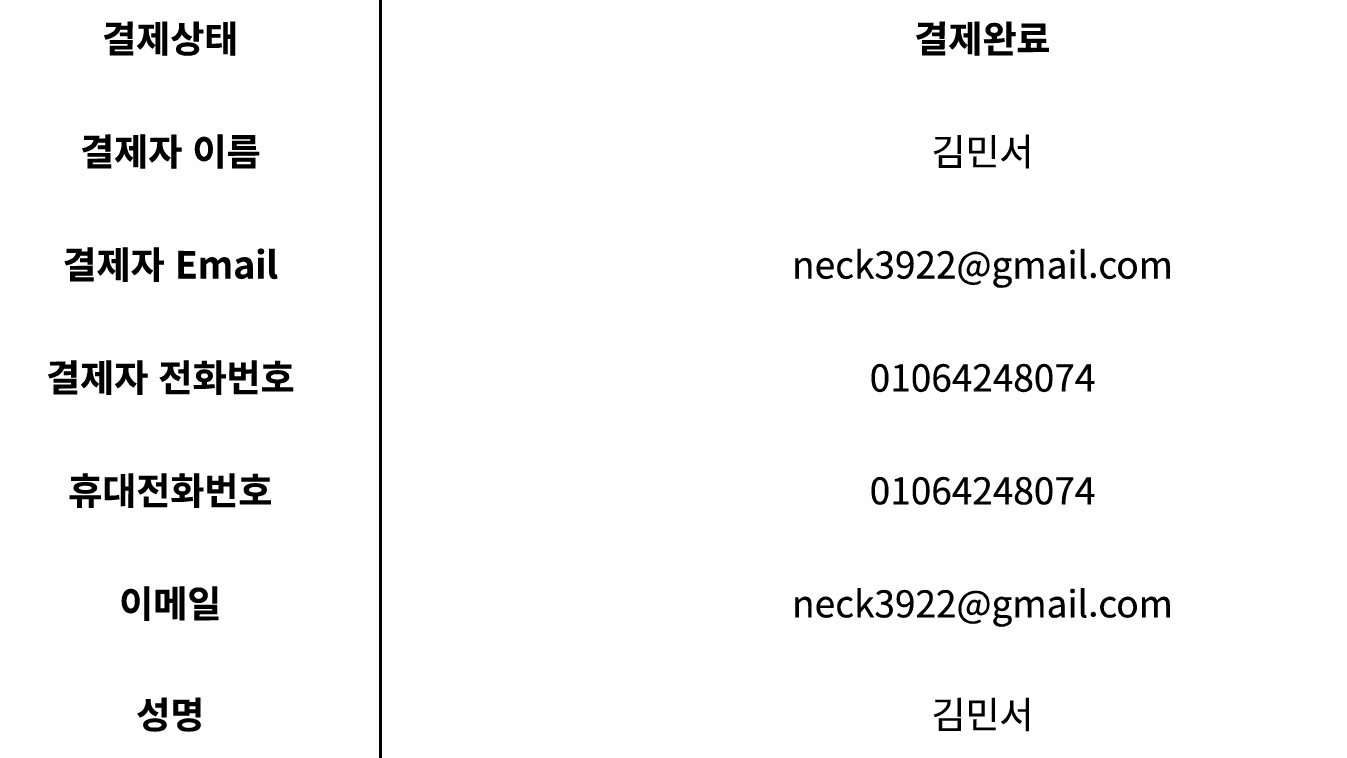 결제상태 결제완료
결제자 이름 김민서
결제자 Email neck3922@gmail.com
결제자 전화번호 01064248074
휴대전화번호 01064248074
이메일 neck3922@gmail.com
성명 김민서